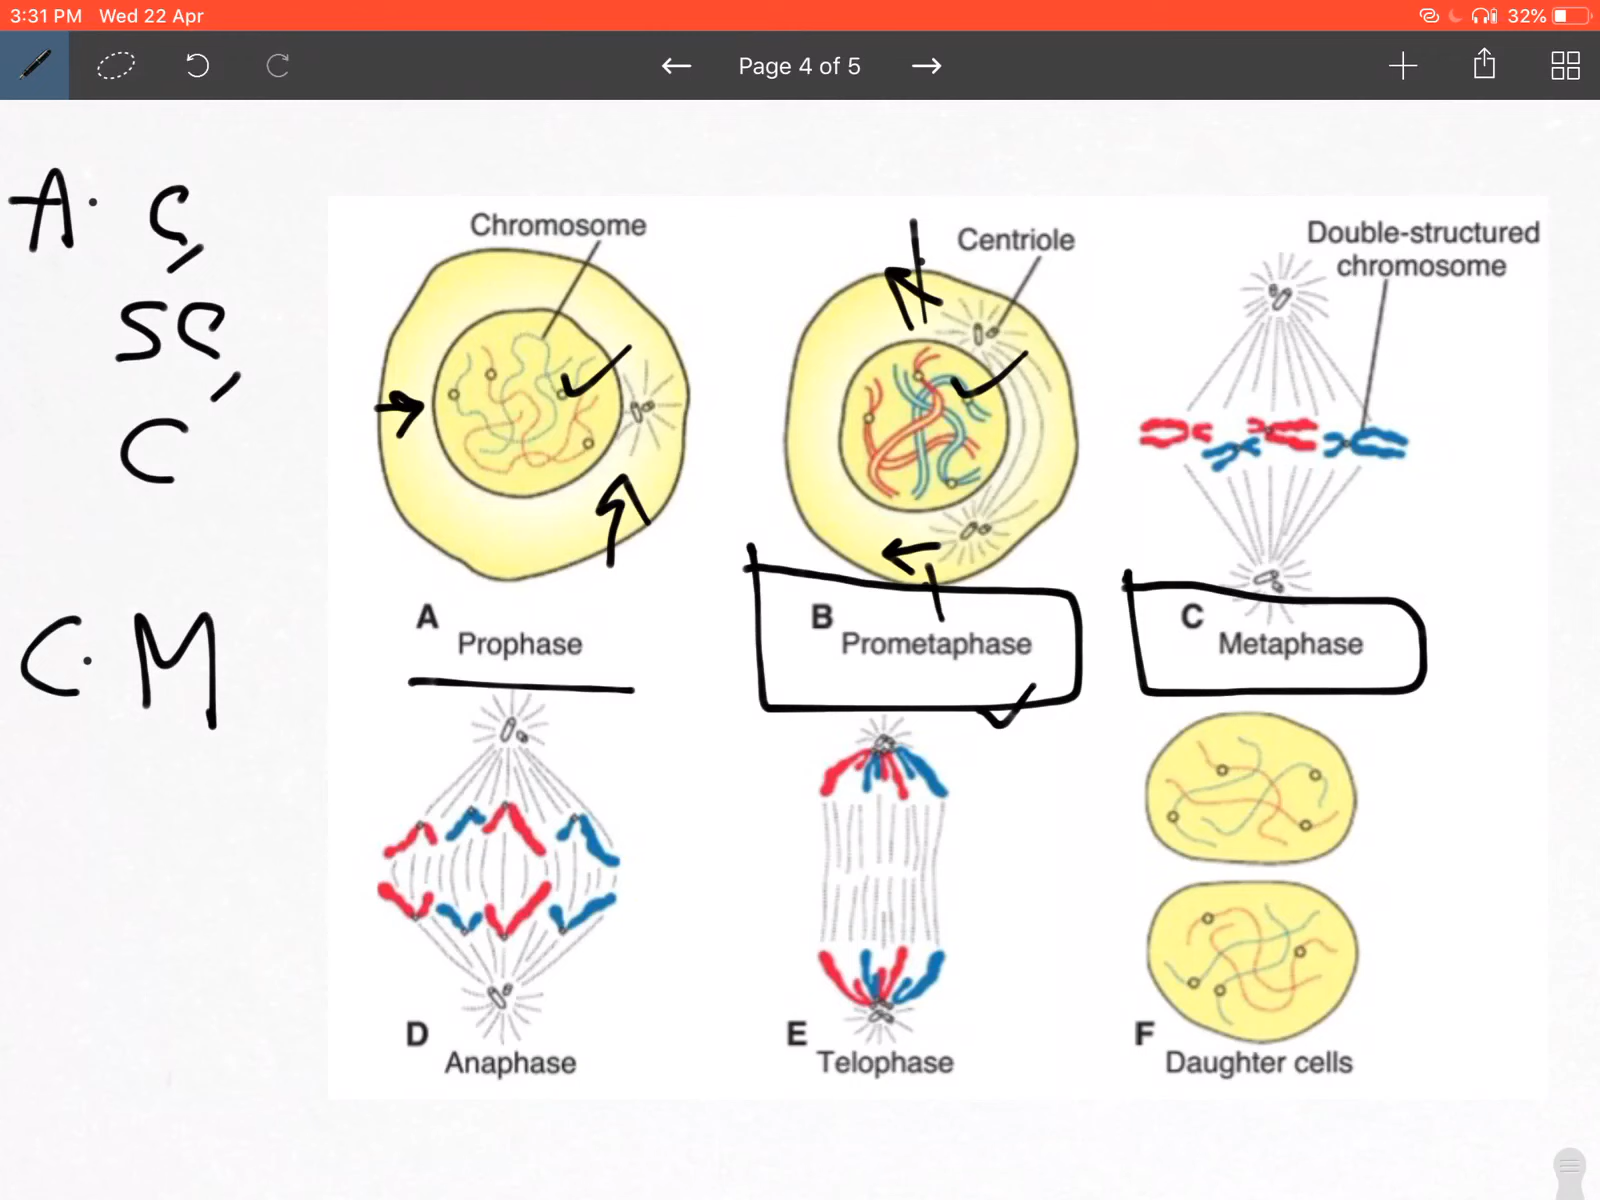 3:31 PM Wed 22 Apr 32%
Page 4 of 5
A. C,
SC,
C
C. M
Chromosome
Centriole
Double-structured
chromosome
A
Prophase
B
Prometaphase
C
Metaphase
D
Anaphase
E
Telophase
F
Daughter cells